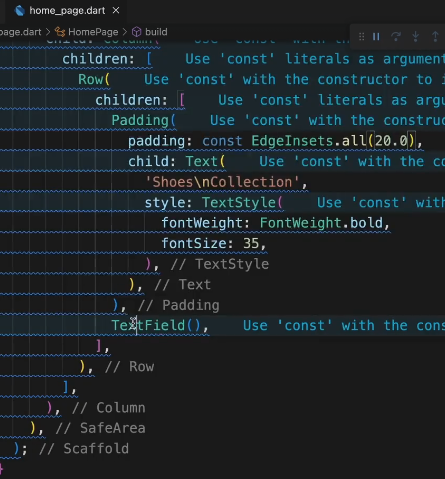 home_page.dart ×
page.dart > HomePage > build
child: Column( Use 'const' with th
children: [ Use 'const' literals as argument
Row( Use 'const' with the constructor to i
children: [ Use 'const' literals as argu
Padding( Use 'const' with the construc
padding: const EdgeInsets.all(20.0),
child: Text( Use 'const' with the co
'Shoes\nCollection',
style: TextStyle( Use 'const' with
fontWeight: FontWeight.bold,
fontSize: 35,
), // TextStyle
), // Text
), // Padding
TextField(), Use 'const' with the cons
],
), // Row
],
), // Column
), // SafeArea
); // Scaffold
}